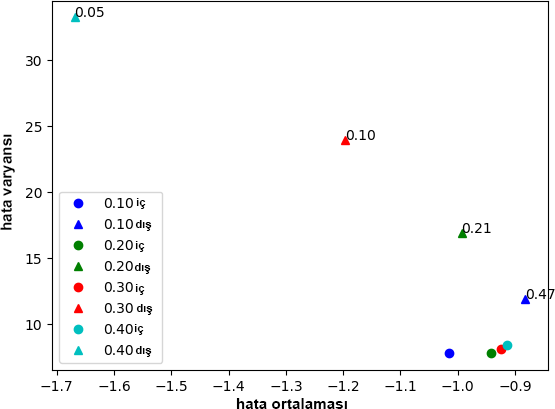 0.05
30
25
0.10
20
0.21
15
0.47
10
hata varyansı
0.10 iç
0.10 dış
0.20 iç
0.20 dış
0.30 iç
0.30 dış
0.40 iç
0.40 dış
−1.7 −1.6 −1.5 −1.4 −1.3 −1.2 −1.1 −1.0 −0.9
hata ortalaması